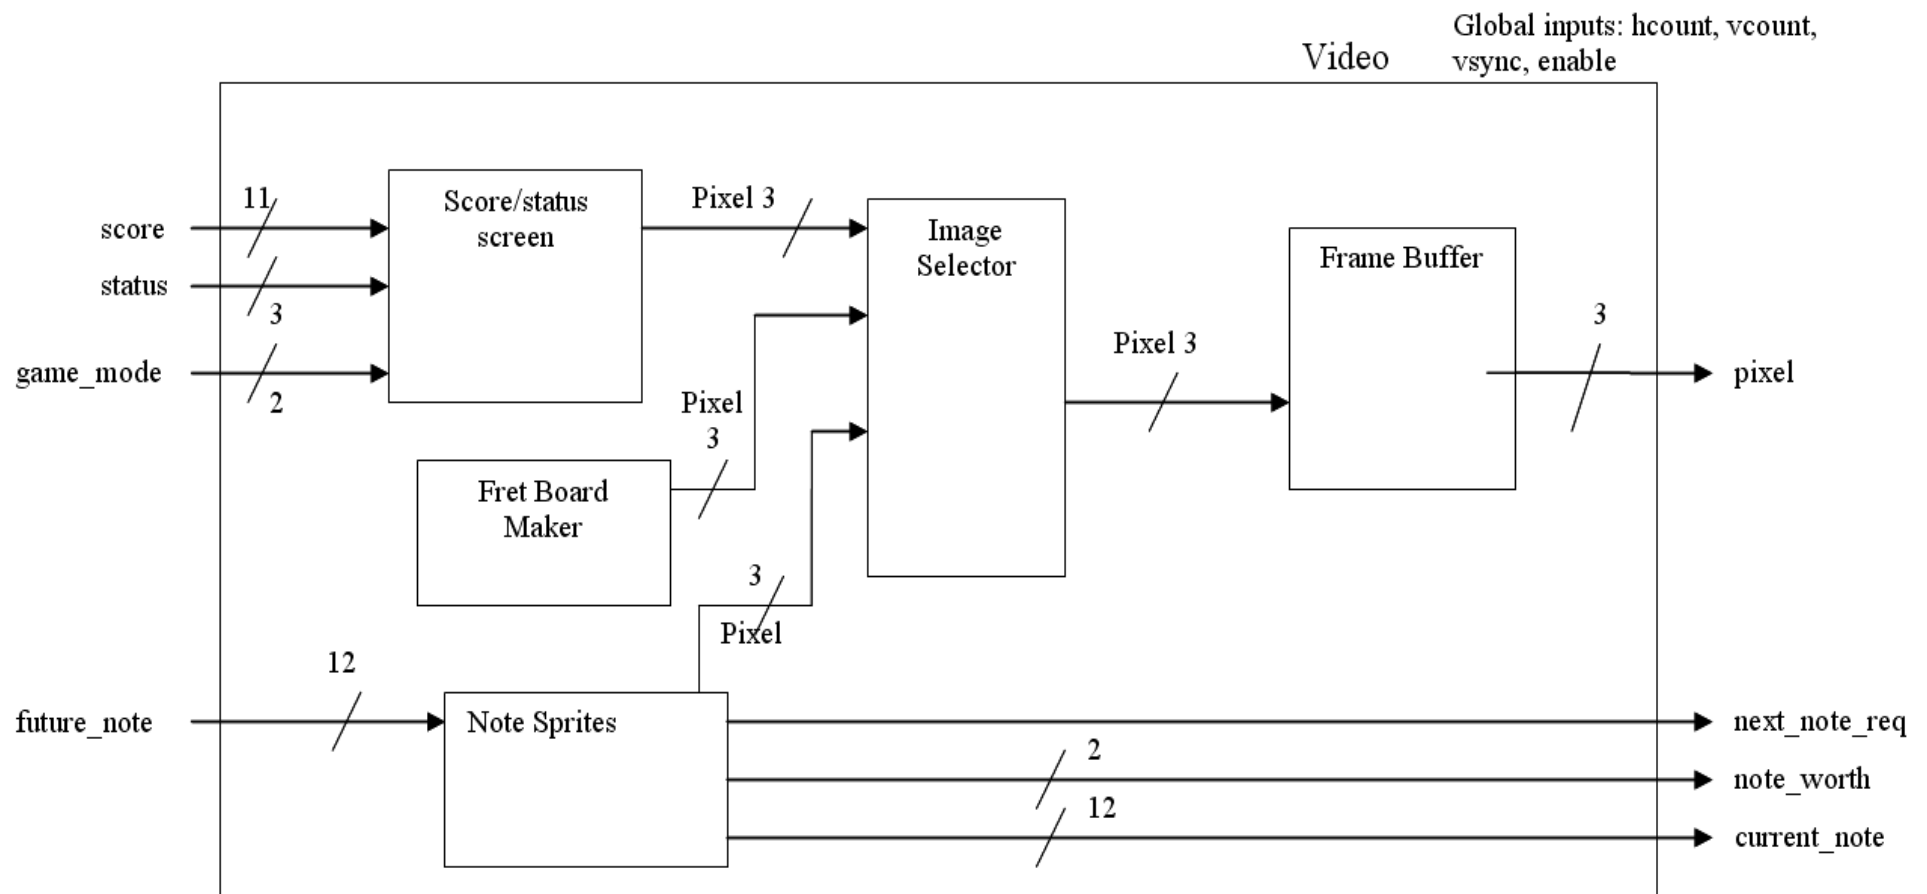 Global inputs: hcount, vcount,
vsync, enable
Video
score
11
Score/status
screen
Pixel 3
Image
Selector
Frame Buffer
status
3
game_mode
2
Pixel 3
3
pixel
Pixel
3
Fret Board
Maker
3
Pixel
future_note
12
Note Sprites
next_note_req
2
note_worth
12
current_note